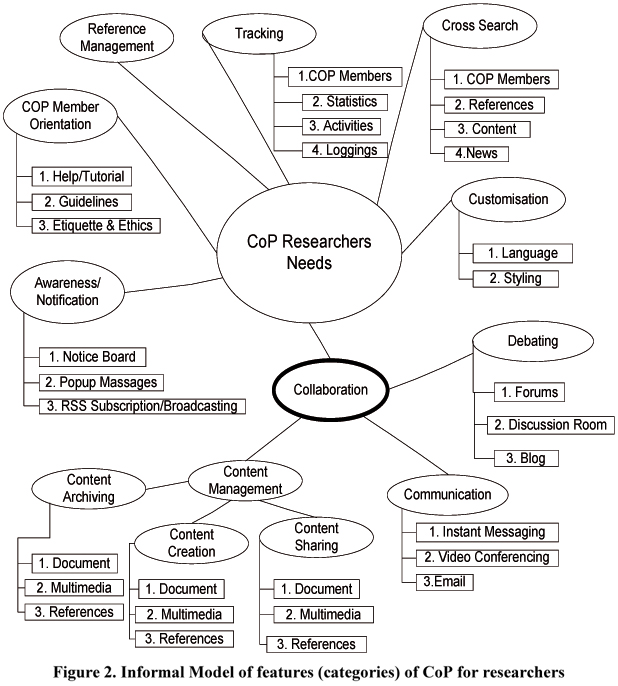 Reference
Management
Tracking
1.COP Members
2. Statistics
3. Activities
4. Loggings
Cross Search
1. COP Members
2. References
3. Content
4.News
COP Member
Orientation
1. Help/Tutorial
2. Guidelines
3. Etiquette & Ethics
CoP Researchers
Needs
Customisation
1. Language
2. Styling
Awareness/
Notification
1. Notice Board
2. Popup Massages
3. RSS Subscription/Broadcasting
Collaboration
Debating
1. Forums
2. Discussion Room
3. Blog
Content
Management
Communication
1. Instant Messaging
2. Video Conferencing
3.Email
Content
Archiving
1. Document
2. Multimedia
3. References
Content
Creation
1. Document
2. Multimedia
3. References
Content
Sharing
1. Document
2. Multimedia
3. References
Figure 2. Informal Model of features (categories) of CoP for researchers